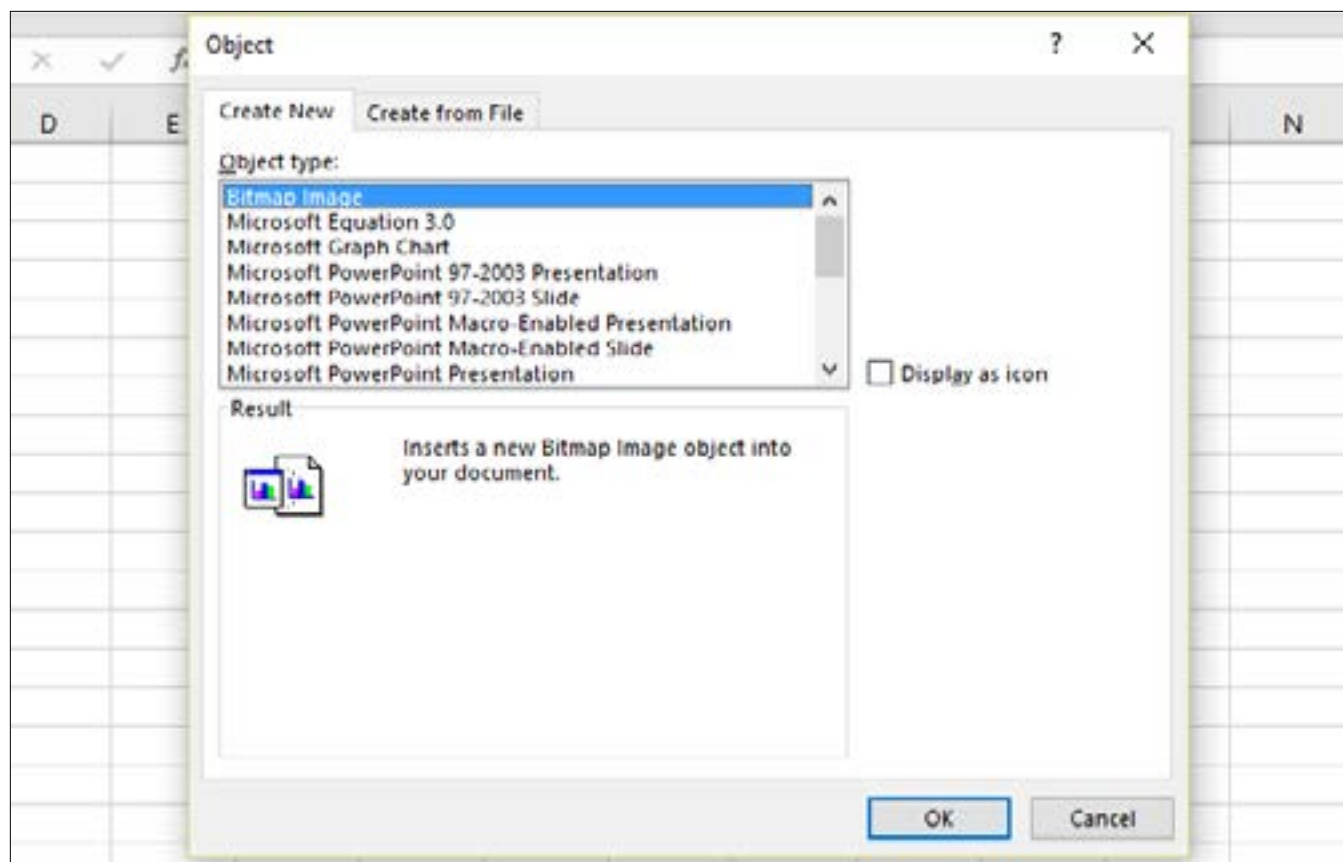 Object ?
f
D E N
Create New Create from File
Object type:
Bitmap Image
Microsoft Equation 3.0
Microsoft Graph Chart
Microsoft PowerPoint 97-2003 Presentation
Microsoft PowerPoint 97-2003 Slide
Microsoft PowerPoint Macro-Enabled Presentation
Microsoft PowerPoint Macro-Enabled Slide
Microsoft PowerPoint Presentation
Display as icon
Result
Inserts a new Bitmap Image object into
your document.
OK Cancel